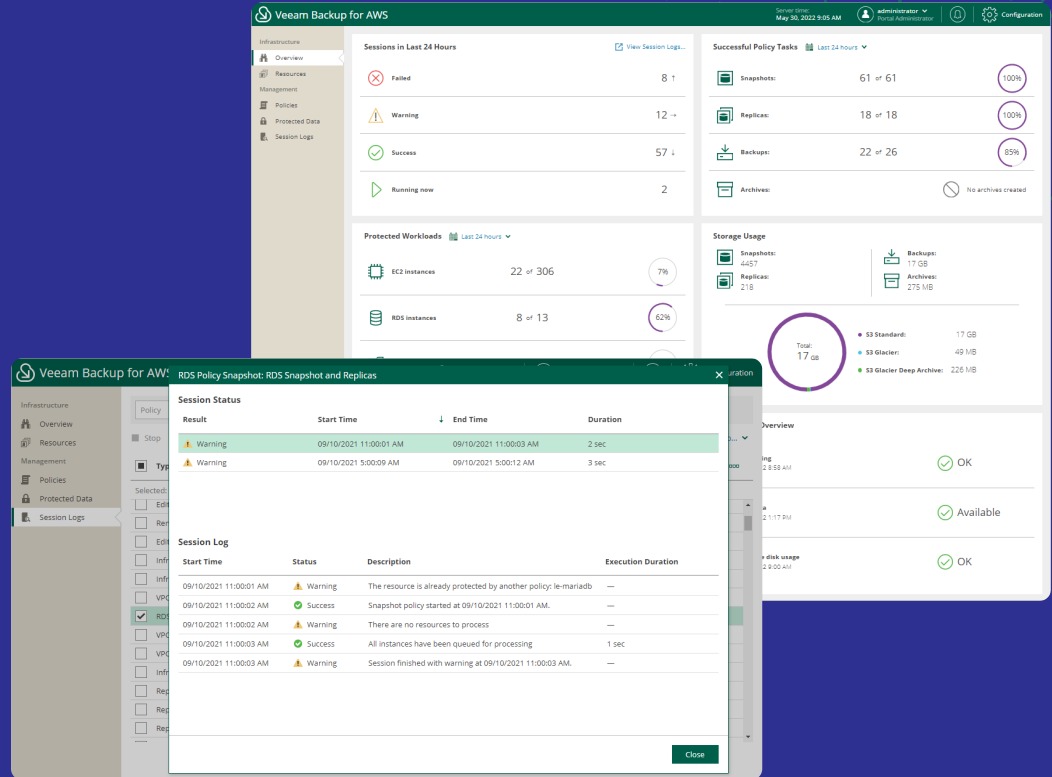 Veeam Backup for AWS
Server time:
May 30, 2022 9:05 AM
administrator
Portal Administrator
Configuration
Infrastructure
Overview
Resources
Management
Policies
Protected Data
Session Logs
Sessions in Last 24 Hours
View Session Logs...
Failed 8 ↑
Warning 12 →
Success 57 ↓
Running now 2
Successful Policy Tasks Last 24 hours
Snapshots: 61 of 61 100%
Replicas: 18 of 18 100%
Backups: 22 of 26 85%
Archives: No archives created
Protected Workloads Last 24 hours
EC2 instances 22 of 306 7%
RDS instances 8 of 13 62%
Storage Usage
Snapshots:
4457
Replicas:
218
Backups:
17 GB
Archives:
275 MB
Total:
17 GB
S3 Standard: 17 GB
S3 Glacier: 49 MB
S3 Glacier Deep Archive: 226 MB
Overview
2 8:58 AM
OK
2 1:17 PM
Available
disk usage
2 9:00 AM
OK
Veeam Backup for AWS
Infrastructure
Overview
Resources
Management
Policies
Protected Data
Session Logs
Policy
Stop
Selected:
RDS Policy Snapshot: RDS Snapshot and Replicas
Session Status
Result Start Time ↓ End Time Duration
Warning 09/10/2021 11:00:01 AM 09/10/2021 11:00:03 AM 2 sec
Warning 09/10/2021 5:00:09 AM 09/10/2021 5:00:12 AM 3 sec
Session Log
Start Time Status Description Execution Duration
09/10/2021 11:00:01 AM Warning The resource is already protected by another policy: le-mariadb —
09/10/2021 11:00:02 AM Success Snapshot policy started at 09/10/2021 11:00:01 AM. —
09/10/2021 11:00:02 AM Warning There are no resources to process —
09/10/2021 11:00:03 AM Success All instances have been queued for processing 1 sec
09/10/2021 11:00:03 AM Warning Session finished with warning at 09/10/2021 11:00:03 AM. —
Close